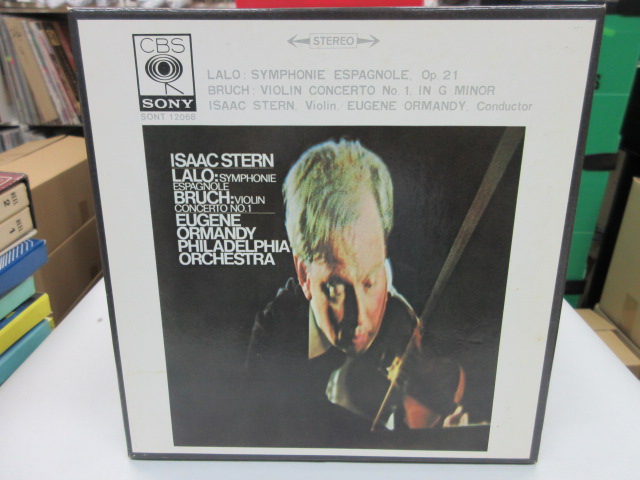 CBS
SONY
SONT 12068
STEREO
LALO: SYMPHONIE ESPAGNOLE, Op. 21
BRUCH: VIOLIN CONCERTO No. 1, IN G MINOR
ISAAC STERN, Violin/EUGENE ORMANDY, Conductor
ISAAC STERN
LALO: SYMPHONIE
ESPAGNOLE
BRUCH: VIOLIN
CONCERTO NO.1
EUGENE
ORMANDY
PHILADELPHIA
ORCHESTRA